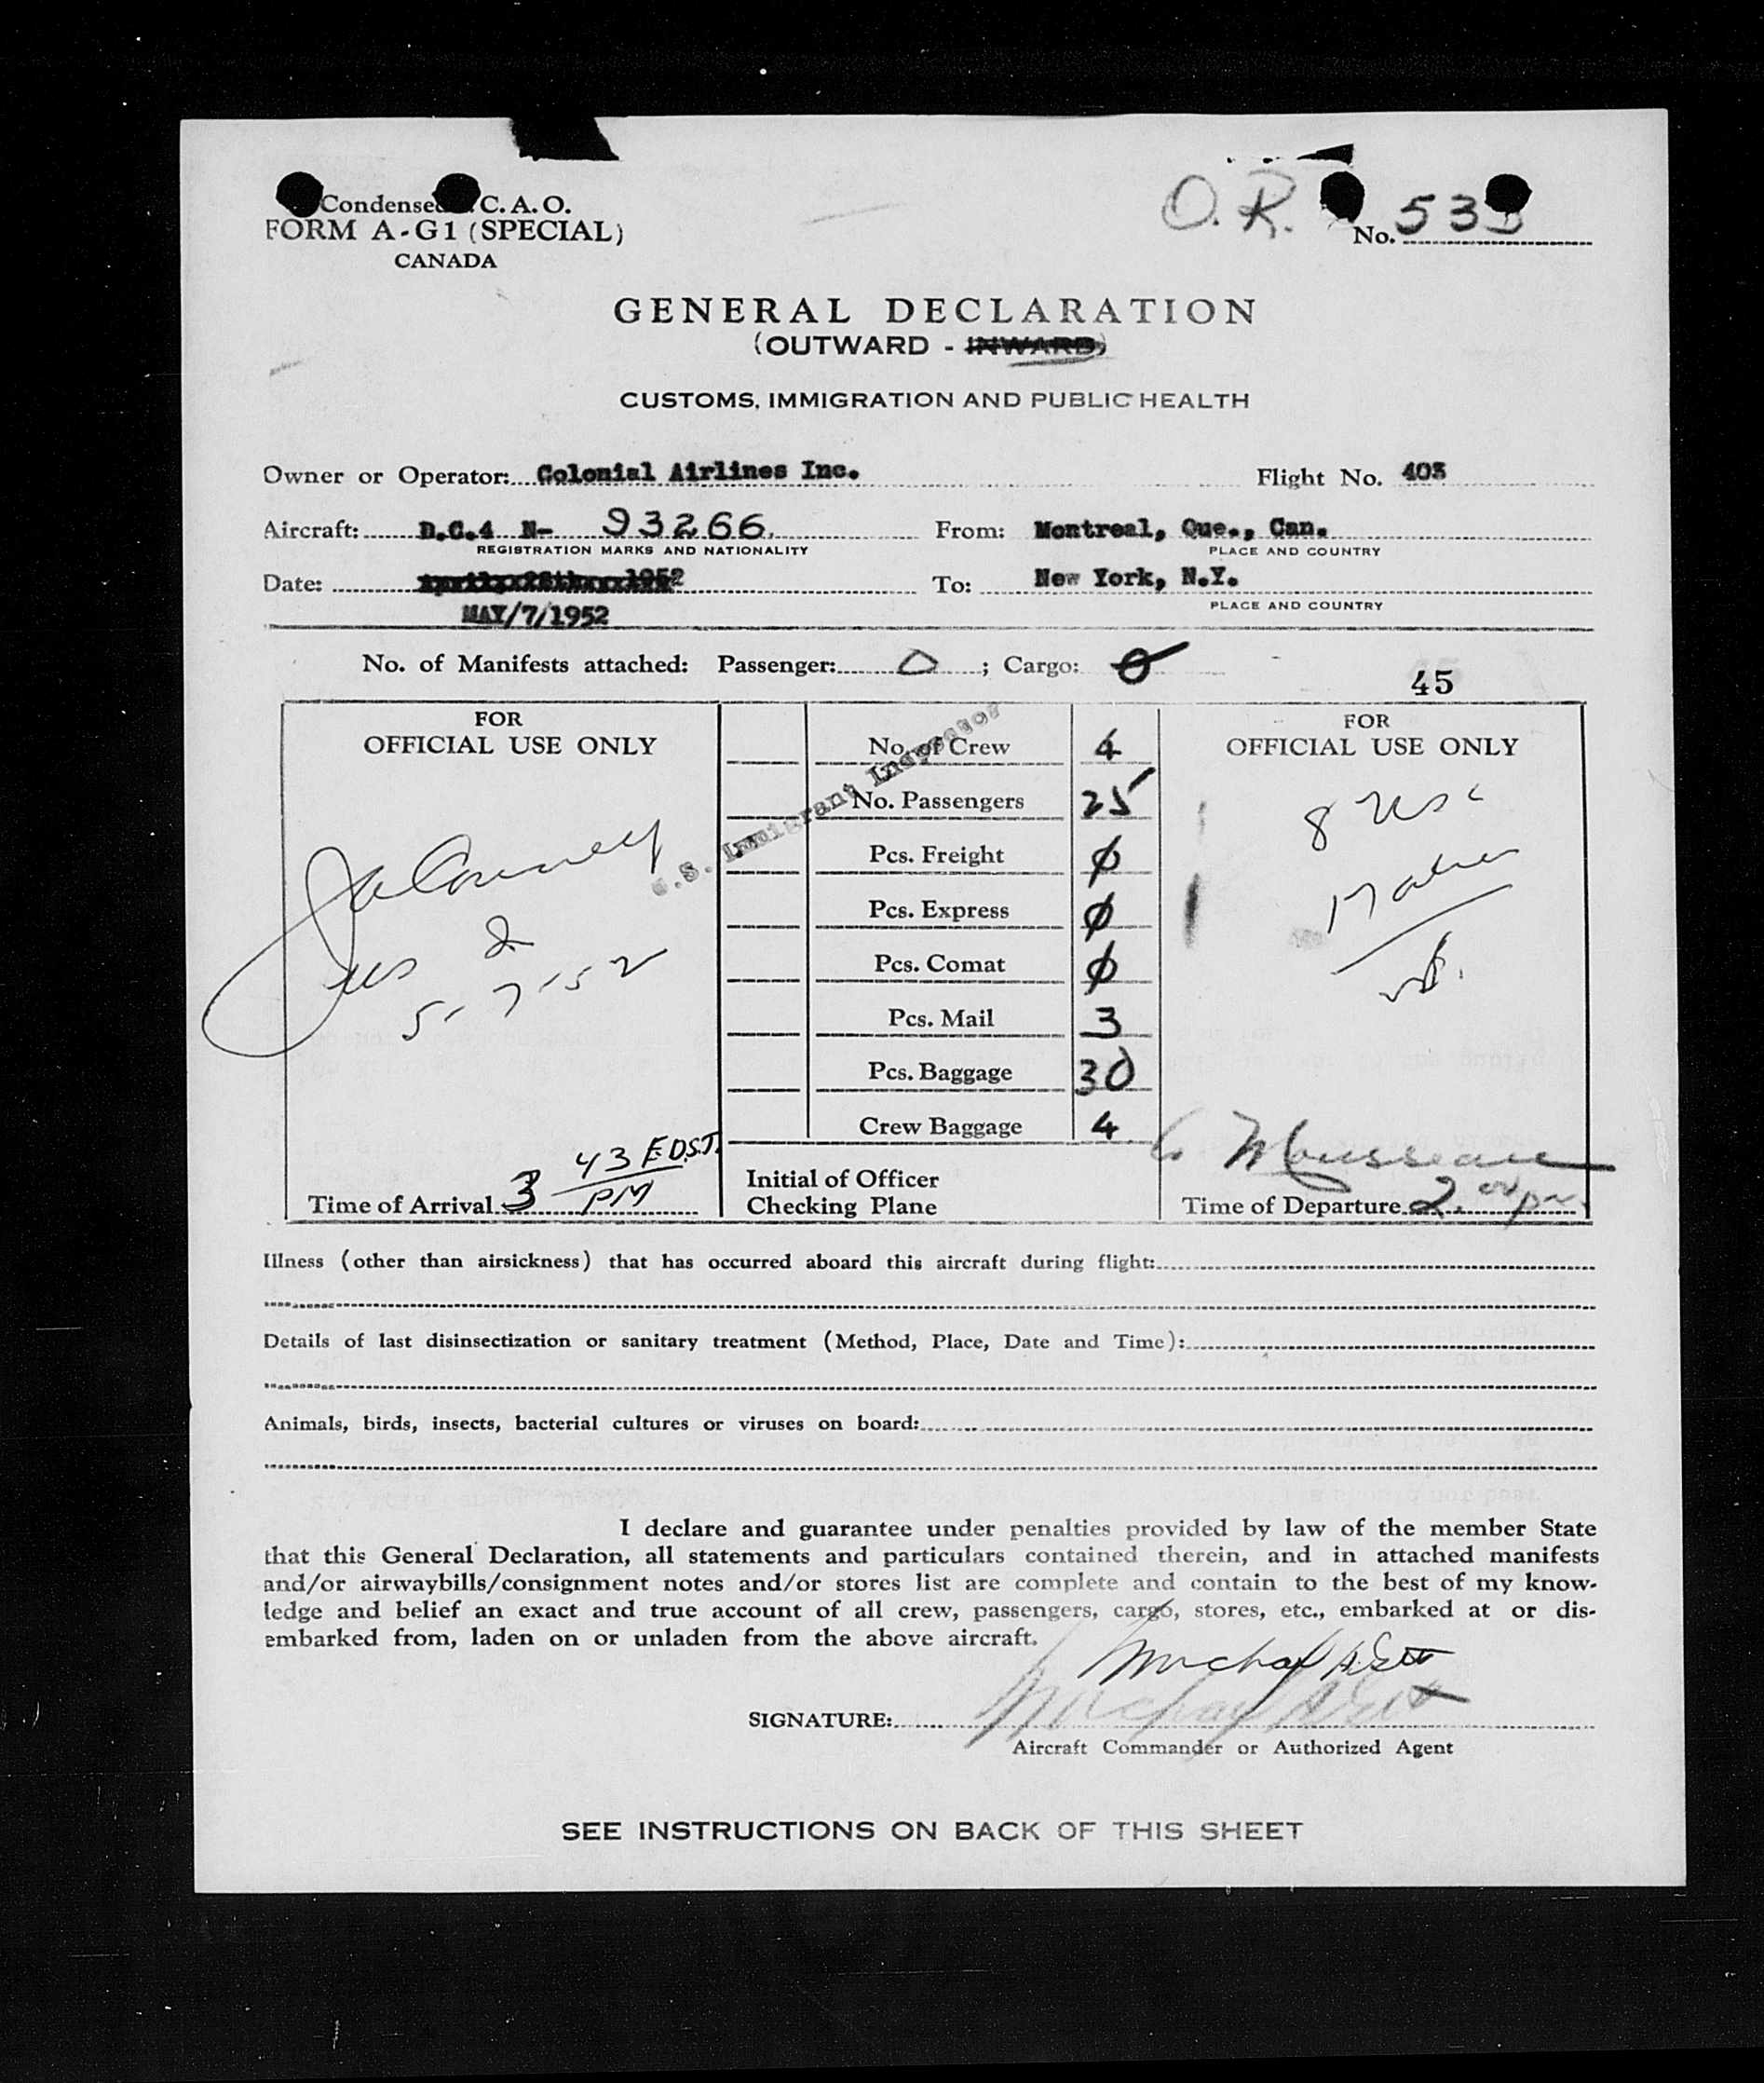 Condensed C. A. O.
FORM A-G1 (SPECIAL)
CANADA
O.K.
No. 533
GENERAL DECLARATION
(OUTWARD - INWARD)
CUSTOMS, IMMIGRATION AND PUBLIC HEALTH
Owner or Operator: Colonial Airlines Inc. Flight No. 403
Aircraft: D.C.4 N- 93266 From: Montreal, Que., Can.
REGISTRATION MARKS AND NATIONALITY PLACE AND COUNTRY
Date: April 28th 1952 To: New York, N.Y.
MAY/7/1952 PLACE AND COUNTRY
No. of Manifests attached: Passenger: 0 ; Cargo: 0
45
FOR
OFFICIAL USE ONLY
5-7-52
43 E.D.S.T.
Time of Arrival 3 PM
U.S. Immigrant Inspector
No. of Crew 4
No. Passengers 25
Pcs. Freight 0
Pcs. Express 0
Pcs. Comat 0
Pcs. Mail 3
Pcs. Baggage 30
Crew Baggage 4
Initial of Officer
Checking Plane
FOR
OFFICIAL USE ONLY
8 USC
Mousseau
Time of Departure 2.00 pm.
Illness (other than airsickness) that has occurred aboard this aircraft during flight:
Details of last disinsectization or sanitary treatment (Method, Place, Date and Time):
Animals, birds, insects, bacterial cultures or viruses on board:
I declare and guarantee under penalties provided by law of the member State
that this General Declaration, all statements and particulars contained therein, and in attached manifests
and/or airwaybills/consignment notes and/or stores list are complete and contain to the best of my know-
ledge and belief an exact and true account of all crew, passengers, cargo, stores, etc., embarked at or dis-
embarked from, laden on or unladen from the above aircraft.
SIGNATURE:
Aircraft Commander or Authorized Agent
SEE INSTRUCTIONS ON BACK OF THIS SHEET